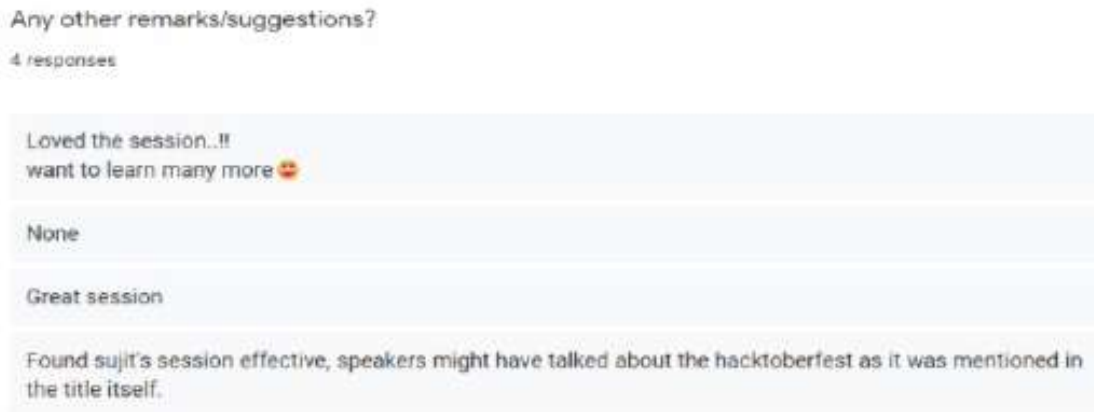 Any other remarks/suggestions?
4 responses
Loved the session..!!
want to learn many more 😍
None
Great session
Found sujit's session effective, speakers might have talked about the hacktoberfest as it was mentioned in
the title itself.